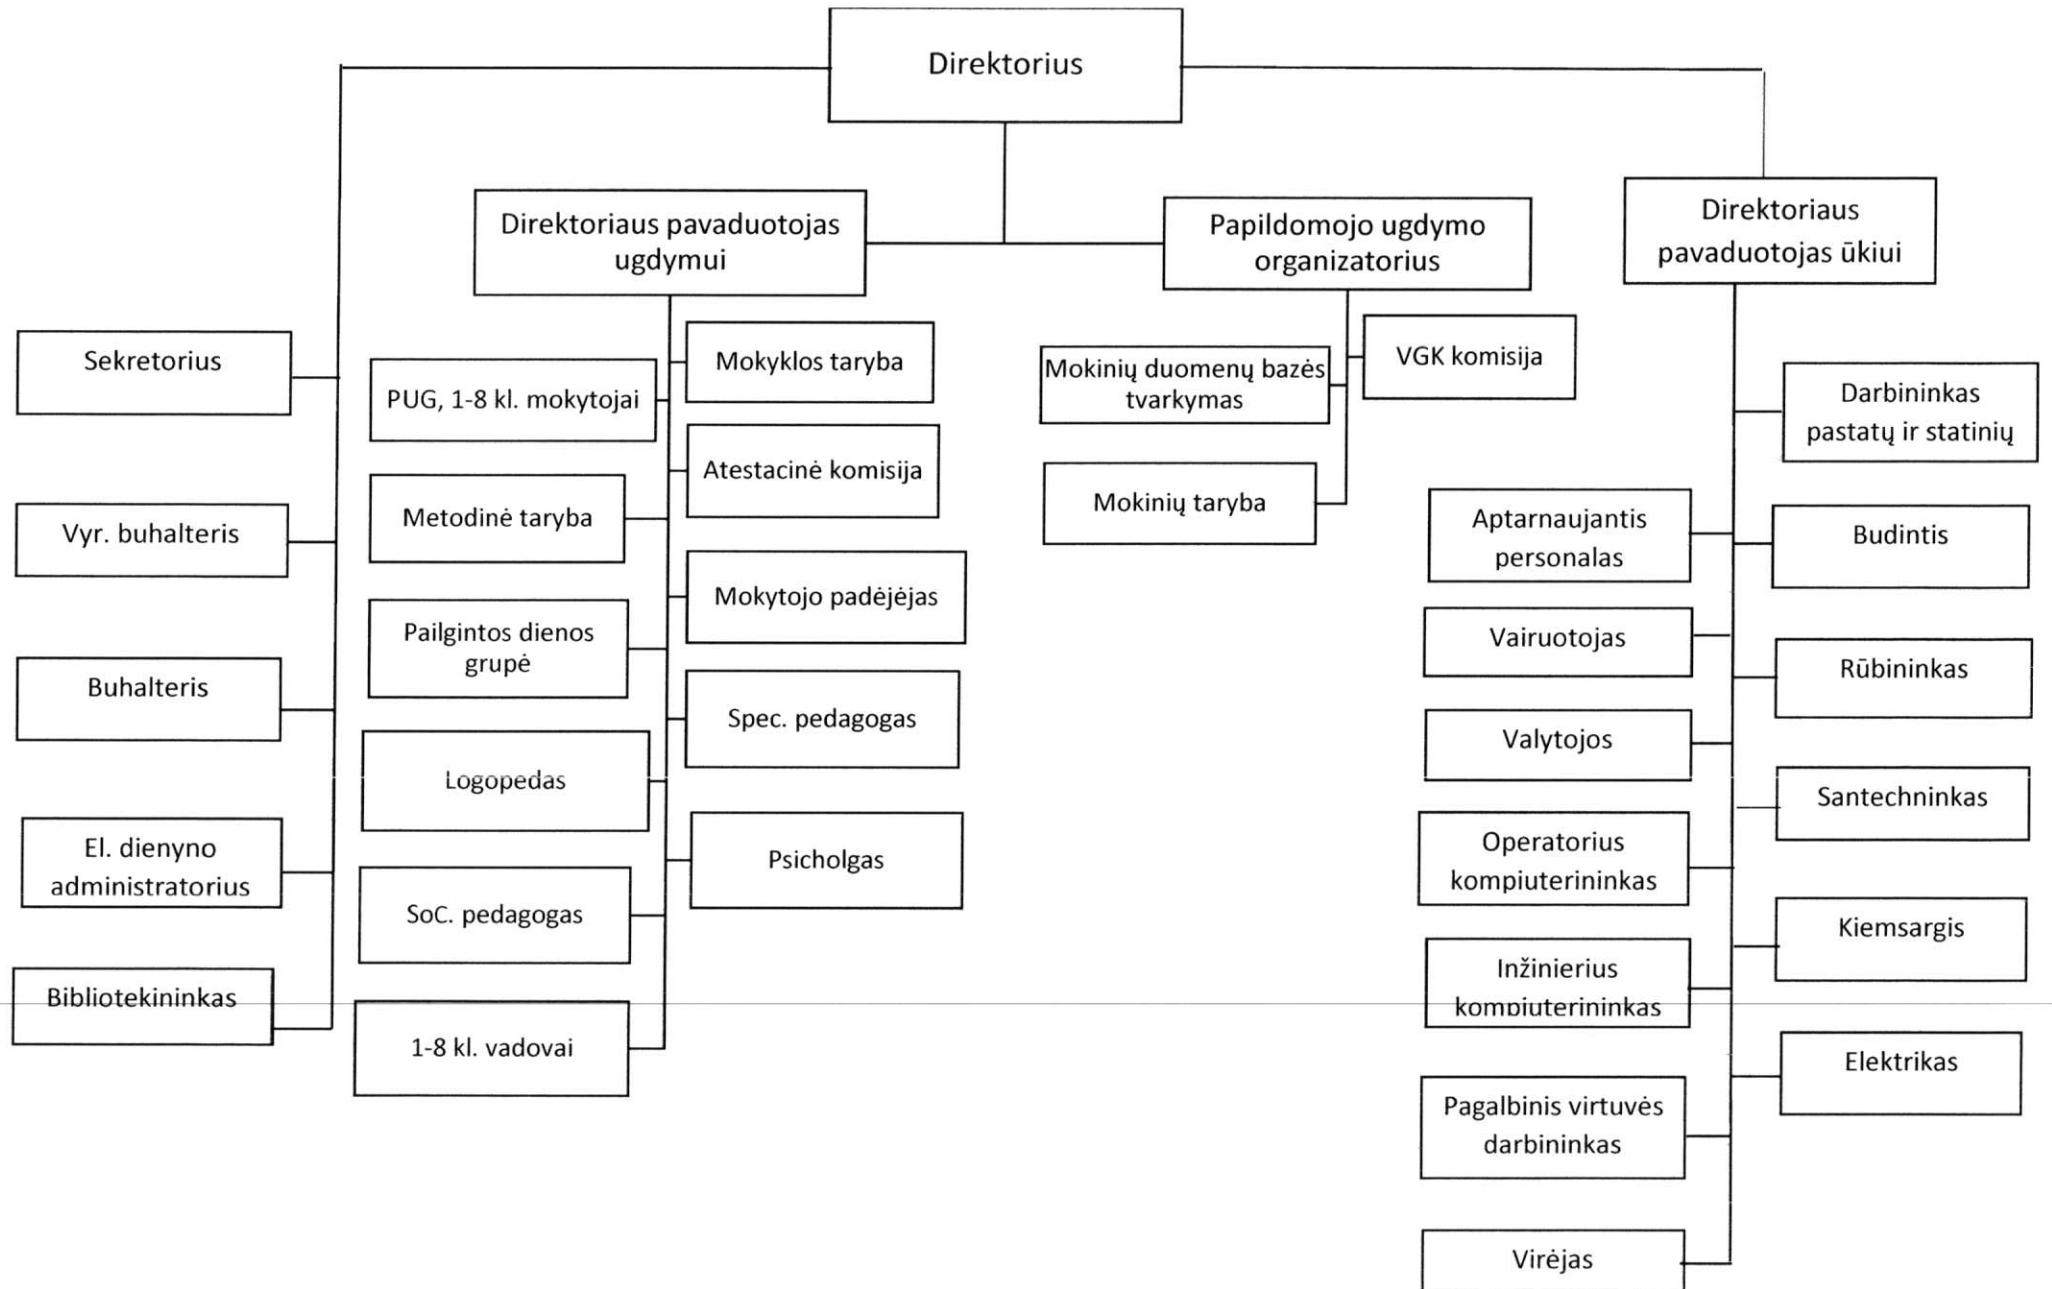 Direktorius
Direktoriaus pavaduotojas
ugdymui
Papildomojo ugdymo
organizatorius
Direktoriaus
pavaduotojas ūkiui
Sekretorius
Vyr. buhalteris
Buhalteris
El. dienyno
administratorius
Bibliotekininkas
PUG, 1-8 kl. mokytojai
Metodinė taryba
Pailgintos dienos
grupė
Logopedas
SoC. pedagogas
1-8 kl. vadovai
Mokyklos taryba
Atestacinė komisija
Mokytojo padėjėjas
Spec. pedagogas
Psicholgas
Mokinių duomenų bazės
tvarkymas
Mokinių taryba
VGK komisija
Aptarnaujantis
personalas
Vairuotojas
Valytojos
Operatorius
kompiuterininkas
Inžinierius
kompiuterininkas
Pagalbinis virtuvės
darbininkas
Virėjas
Darbininkas
pastatų ir statinių
Budintis
Rūbininkas
Santechninkas
Kiemsargis
Elektrikas